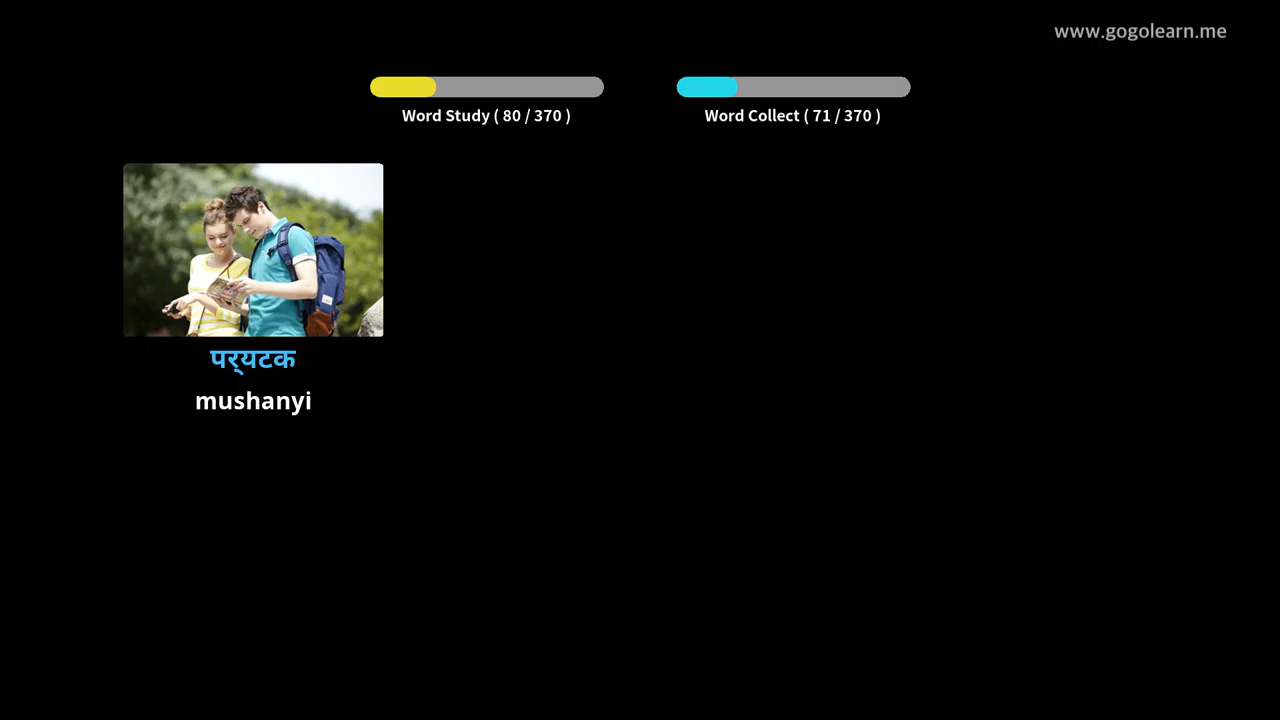 www.gogolearn.me
Word Study ( 80 / 370 )
Word Collect ( 71 / 370 )
पर्यटक
mushanyi